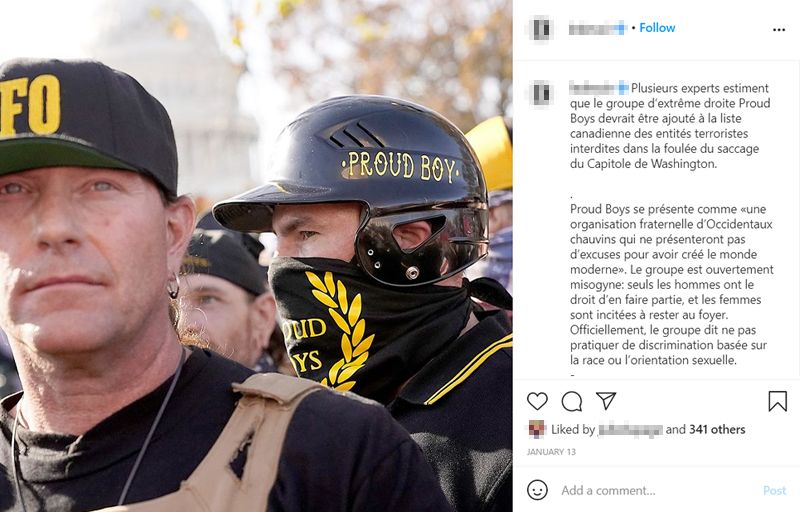 FO
PROUD BOY
BOYS
• Follow
Plusieurs experts estiment
que le groupe d'extrême droite Proud
Boys devrait être ajouté à la liste
canadienne des entités terroristes
interdites dans la foulée du saccage
du Capitole de Washington.
.
Proud Boys se présente comme «une
organisation fraternelle d'Occidentaux
chauvins qui ne présenteront pas
d'excuses pour avoir créé le monde
moderne». Le groupe est ouvertement
misogyne: seuls les hommes ont le
droit d'en faire partie, et les femmes
sont incitées à rester au foyer.
Officiellement, le groupe dit ne pas
pratiquer de discrimination basée sur
la race ou l'orientation sexuelle.
Liked by and 341 others
JANUARY 13
Add a comment...
Post